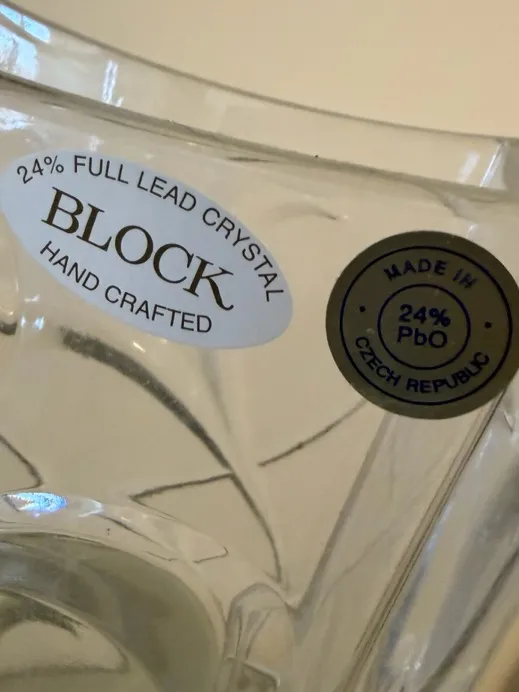 24% FULL LEAD CRYSTAL
BLOCK
HAND CRAFTED
MADE IN
24%
PbO
CZECH REPUBLIC